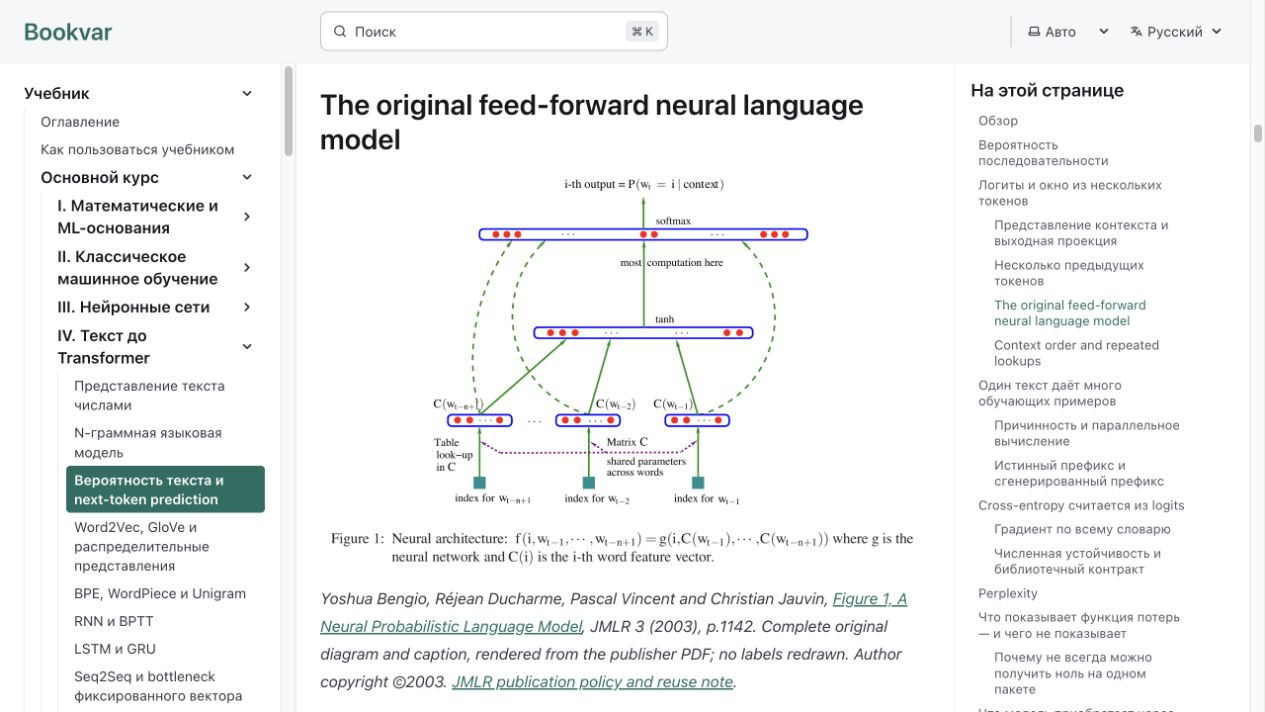 Bookvar
Поиск
⌘ K
Авто
Русский
Учебник
Оглавление
Как пользоваться учебником
Основной курс
I. Математические и
ML-основания
II. Классическое
машинное обучение
III. Нейронные сети
IV. Текст до
Transformer
Представление текста
числами
N-граммная языковая
модель
Вероятность текста и
next-token prediction
Word2Vec, GloVe и
распределительные
представления
BPE, WordPiece и Unigram
RNN и BPTT
LSTM и GRU
Seq2Seq и bottleneck
фиксированного вектора
The original feed-forward neural language
model
i-th output = P(wₜ = i | context)
softmax
. . .
. . .
most computation here
tanh
. . .
. . .
C(wₜ₋ₙ₊₁)
C(wₜ₋₂)
C(wₜ₋₁)
. . .
Table
look-up
in C
Matrix C
shared parameters
across words
index for wₜ₋ₙ₊₁
index for wₜ₋₂
index for wₜ₋₁
Figure 1: Neural architecture: f(i,wₜ₋₁,··· ,wₜ₋ₙ₊₁) = g(i,C(wₜ₋₁),··· ,C(wₜ₋ₙ₊₁)) where g is the
neural network and C(i) is the i-th word feature vector.
Yoshua Bengio, Réjean Ducharme, Pascal Vincent and Christian Jauvin, Figure 1, A
Neural Probabilistic Language Model, JMLR 3 (2003), p.1142. Complete original
diagram and caption, rendered from the publisher PDF; no labels redrawn. Author
copyright ©2003. JMLR publication policy and reuse note.
На этой странице
Обзор
Вероятность
последовательности
Логиты и окно из нескольких
токенов
Представление контекста и
выходная проекция
Несколько предыдущих
токенов
The original feed-forward
neural language model
Context order and repeated
lookups
Один текст даёт много
обучающих примеров
Причинность и параллельное
вычисление
Истинный префикс и
сгенерированный префикс
Cross-entropy считается из logits
Градиент по всему словарю
Численная устойчивость и
библиотечный контракт
Perplexity
Что показывает функция потерь
— и чего не показывает
Почему не всегда можно
получить ноль на одном
пакете